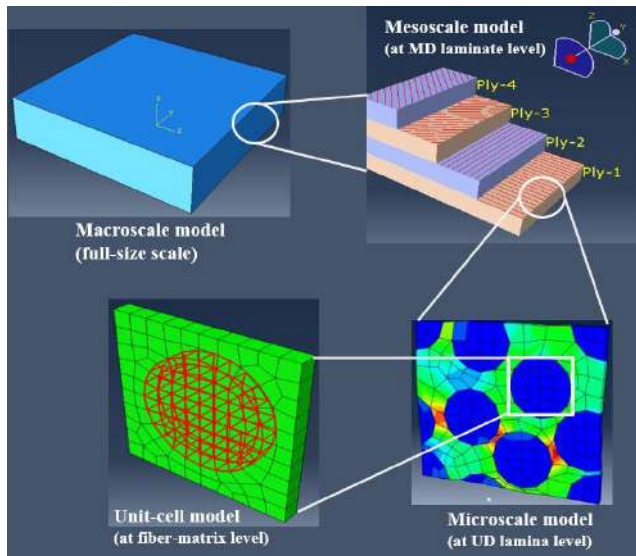 Mesoscale model
(at MD laminate level)
Z
Y
X
Ply-4
Ply-3
Ply-2
Ply-1
Macroscale model
(full-size scale)
Unit-cell model
(at fiber-matrix level)
Microscale model
(at UD lamina level)